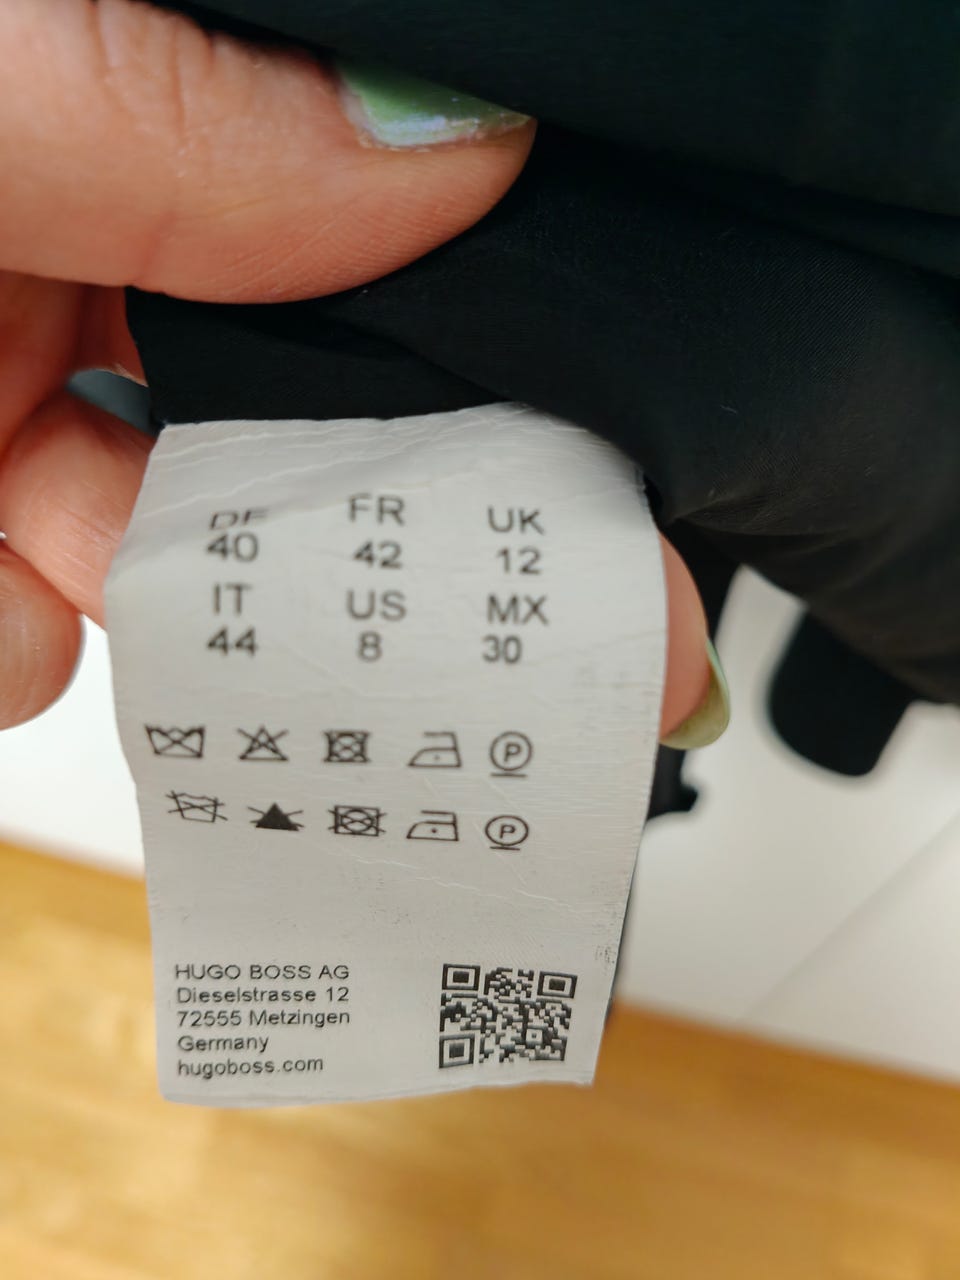 DE FR UK
40 42 12
IT US MX
44 8 30
P
P
HUGO BOSS AG
Dieselstrasse 12
72555 Metzingen
Germany
hugoboss.com